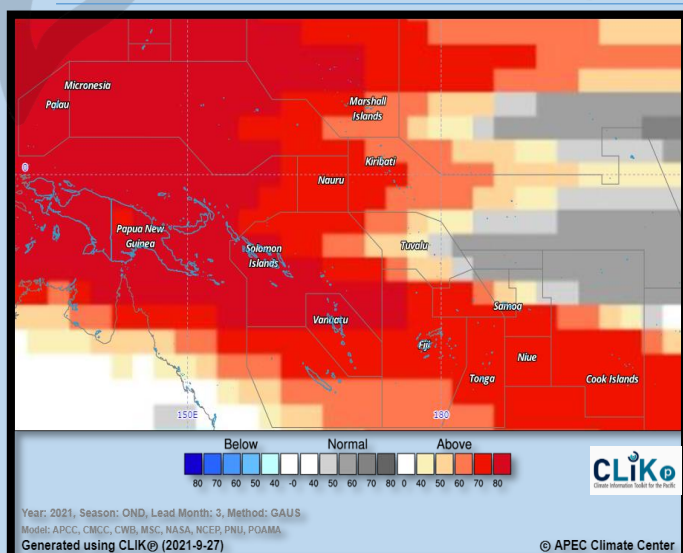 Micronesia
Palau
Marshall
Islands
Kiribati
0
Nauru
Papua New
Guinea
Solomon
Islands
Tuvalu
Samoa
Vanuatu
Fiji
Niue
Tonga
Cook Islands
150E
180
Below Normal Above
80 70 60 50 40 -0 40 50 60 70 80 0 40 50 60 70 80
CLiK℗
Climate Information Toolkit for the Pacific
Year: 2021, Season: OND, Lead Month: 3, Method: GAUS
Model: APCC, CMCC, CWB, MSC, NASA, NCEP, PNU, POAMA
Generated using CLIK℗ (2021-9-27)
© APEC Climate Center